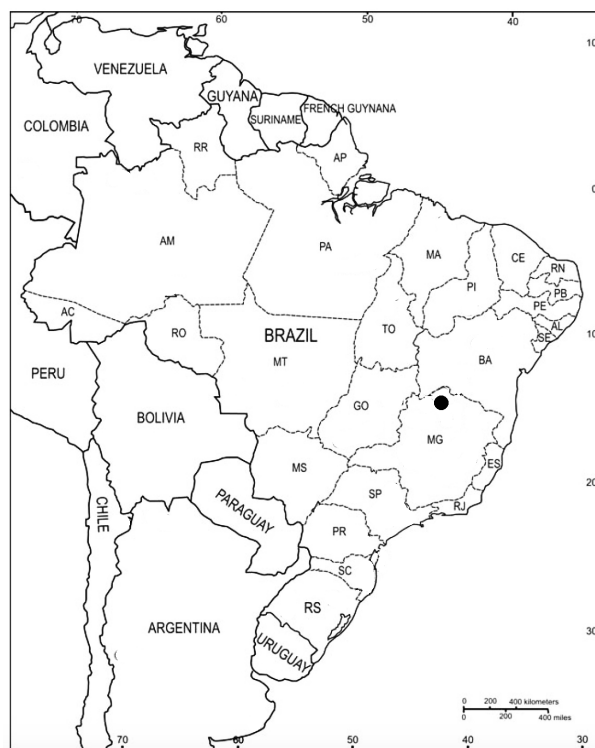 70 60 50 40
10
VENEZUELA
GUYANA
COLOMBIA
SURINAME
FRENCH GUYNANA
RR
AP
0
AM
PA
MA
CE
RN
PI
PB
PE
AC
AL
TO
SE
RO
BRAZIL
BA
MT
PERU
GO
BOLIVIA
MG
ES
MS
20
SP
CHILE
PARAGUAY
RJ
PR
SC
RS
ARGENTINA
30
URUGUAY
0 200 400 kilometers
0 200 400 miles
70 60 50 40 30